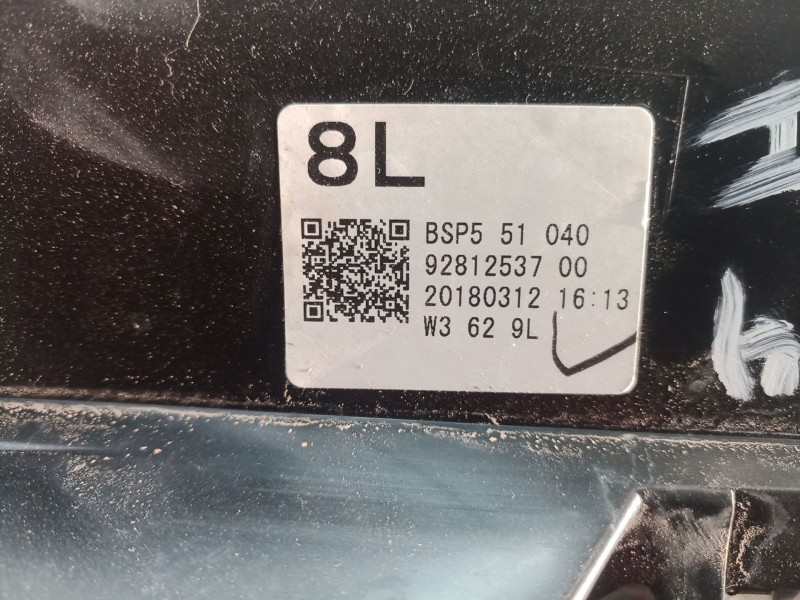 8L
BSP5 51 040
92812537 00
20180312 16:13
W3 62 9L